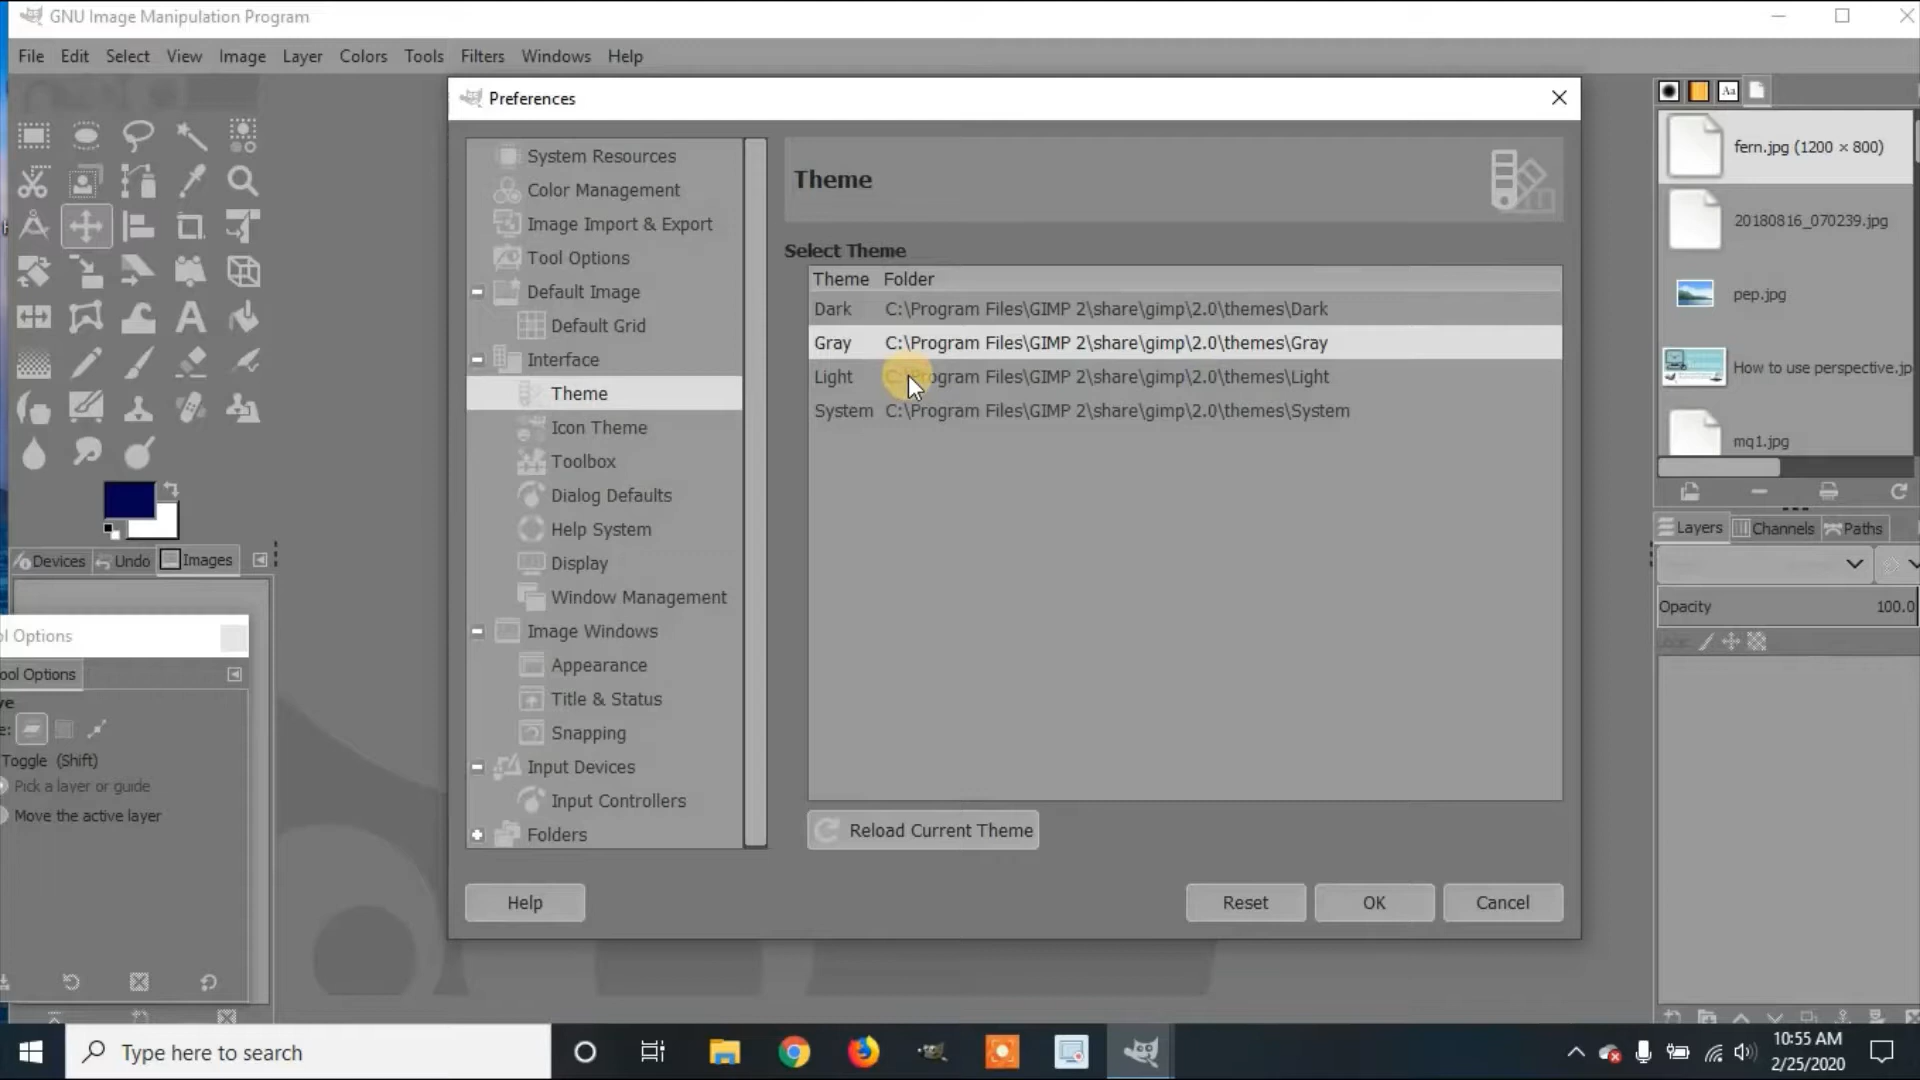 GNU Image Manipulation Program
File Edit Select View Image Layer Colors Tools Filters Windows Help
Preferences
System Resources
Color Management
Image Import & Export
Tool Options
Default Image
Default Grid
Interface
Theme
Icon Theme
Toolbox
Dialog Defaults
Help System
Display
Window Management
Image Windows
Appearance
Title & Status
Snapping
Input Devices
Input Controllers
Folders
Theme
Select Theme
Theme Folder
Dark C:\Program Files\GIMP 2\share\gimp\2.0\themes\Dark
Gray C:\Program Files\GIMP 2\share\gimp\2.0\themes\Gray
Light C:\Program Files\GIMP 2\share\gimp\2.0\themes\Light
System C:\Program Files\GIMP 2\share\gimp\2.0\themes\System
Reload Current Theme
Help Reset OK Cancel
Aa
fern.jpg (1200 × 800)
20180816_070239.jpg
pep.jpg
How to use perspective.jp
mq1.jpg
Layers Channels Paths
Opacity 100.0
Devices Undo Images
ol Options
ool Options
ve
e:
Toggle (Shift)
Pick a layer or guide
Move the active layer
Type here to search
10:55 AM
2/25/2020